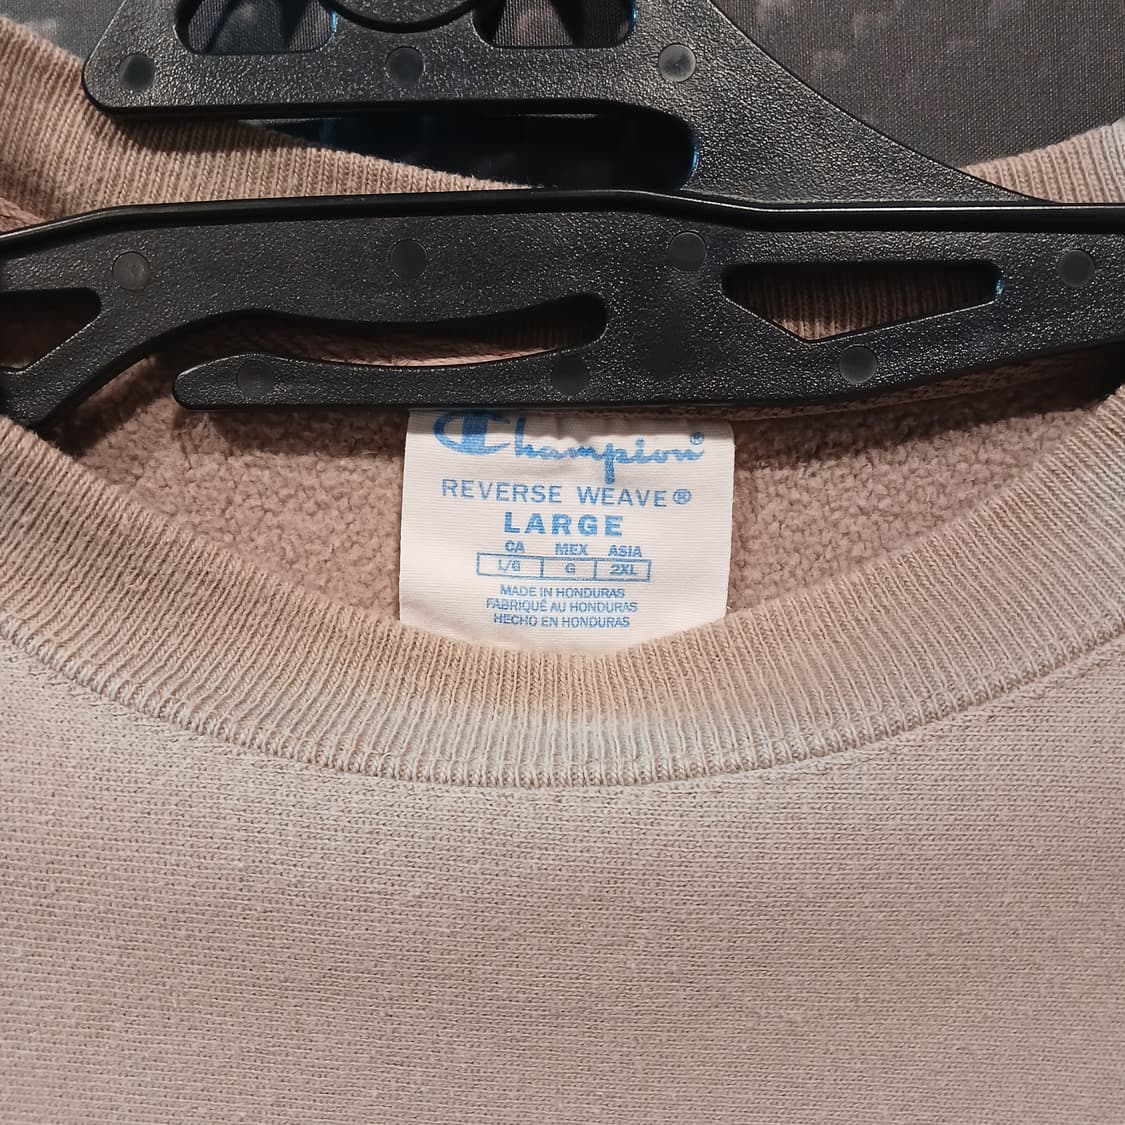 Champion®
REVERSE WEAVE®
LARGE
CA MEX ASIA
L/G G 2XL
MADE IN HONDURAS
FABRIQUÉ AU HONDURAS
HECHO EN HONDURAS